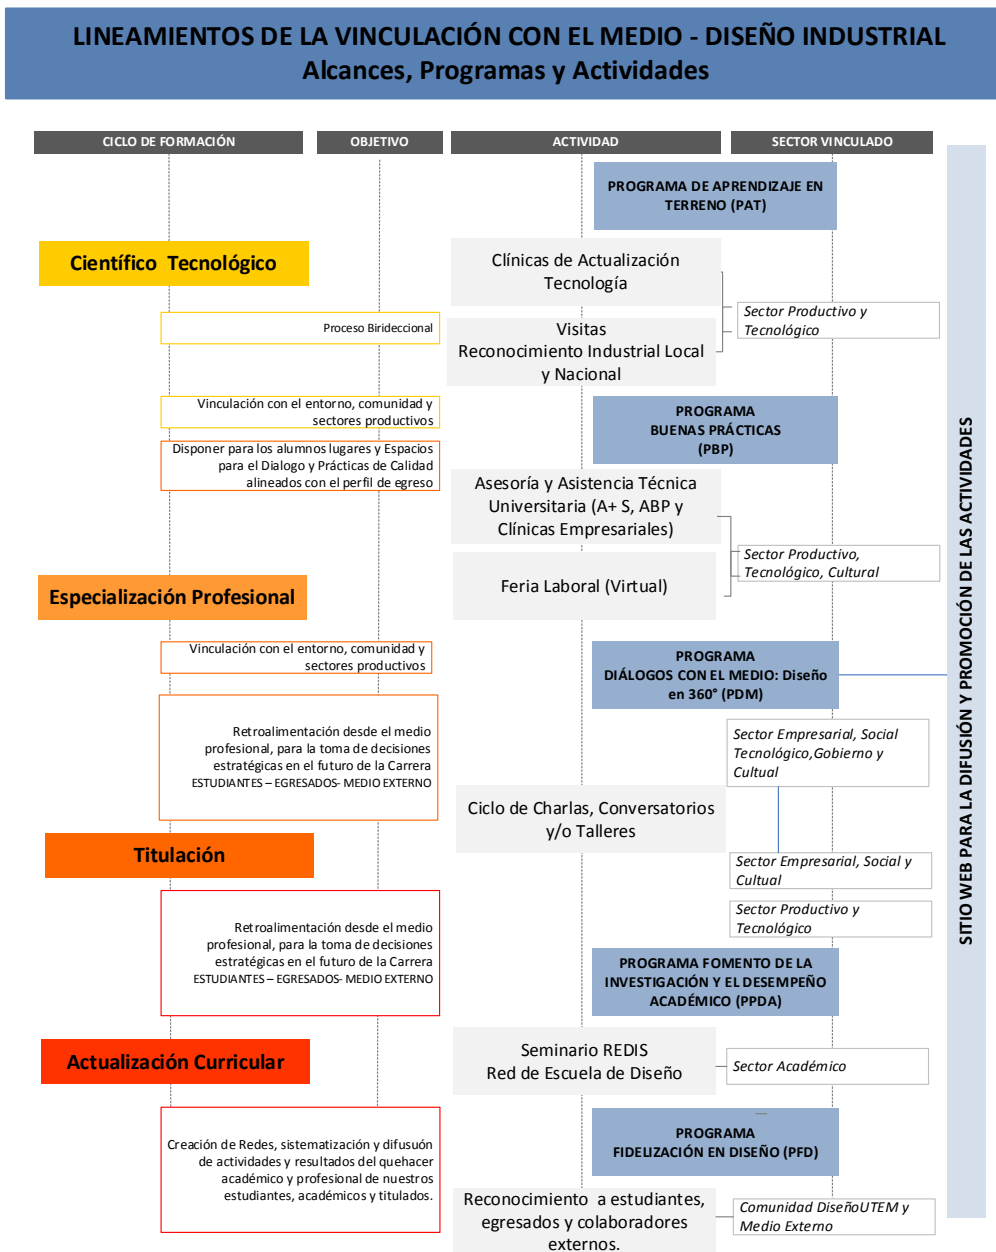 LINEAMIENTOS DE LA VINCULACIÓN CON EL MEDIO - DISEÑO INDUSTRIAL
Alcances, Programas y Actividades
CICLO DE FORMACIÓN
OBJETIVO
ACTIVIDAD
SECTOR VINCULADO
PROGRAMA DE APRENDIZAJE EN
TERRENO (PAT)
Científico Tecnológico
Clínicas de Actualización
Tecnología
Proceso Birideccional
Visitas
Reconocimiento Industrial Local
y Nacional
Sector Productivo y
Tecnológico
Vinculación con el entorno, comunidad y
sectores productivos
PROGRAMA
BUENAS PRÁCTICAS
(PBP)
Disponer para los alumnos lugares y Espacios
para el Dialogo y Prácticas de Calidad
alineados con el perfil de egreso
Asesoría y Asistencia Técnica
Universitaria (A+ S, ABP y
Clínicas Empresariales)
Sector Productivo,
Tecnológico, Cultural
Feria Laboral (Virtual)
Especialización Profesional
Vinculación con el entorno, comunidad y
sectores productivos
PROGRAMA
DIÁLOGOS CON EL MEDIO: Diseño
en 360° (PDM)
Retroalimentación desde el medio
profesional, para la toma de decisiones
estratégicas en el futuro de la Carrera
ESTUDIANTES – EGRESADOS- MEDIO EXTERNO
Sector Empresarial, Social
Tecnológico,Gobierno y
Cultual
Ciclo de Charlas, Conversatorios
y/o Talleres
Titulación
Sector Empresarial, Social y
Cultual
Sector Productivo y
Tecnológico
Retroalimentación desde el medio
profesional, para la toma de decisiones
estratégicas en el futuro de la Carrera
ESTUDIANTES – EGRESADOS- MEDIO EXTERNO
PROGRAMA FOMENTO DE LA
INVESTIGACIÓN Y EL DESEMPEÑO
ACADÉMICO (PPDA)
Actualización Curricular
Seminario REDIS
Red de Escuela de Diseño
Sector Académico
PROGRAMA
FIDELIZACIÓN EN DISEÑO (PFD)
Creación de Redes, sistematización y difusuón
de actividades y resultados del quehacer
académico y profesional de nuestros
estudiantes, académicos y titulados.
Reconocimiento a estudiantes,
egresados y colaboradores
externos.
Comunidad DiseñoUTEM y
Medio Externo
SITIO WEB PARA LA DIFUSIÓN Y PROMOCIÓN DE LAS ACTIVIDADES